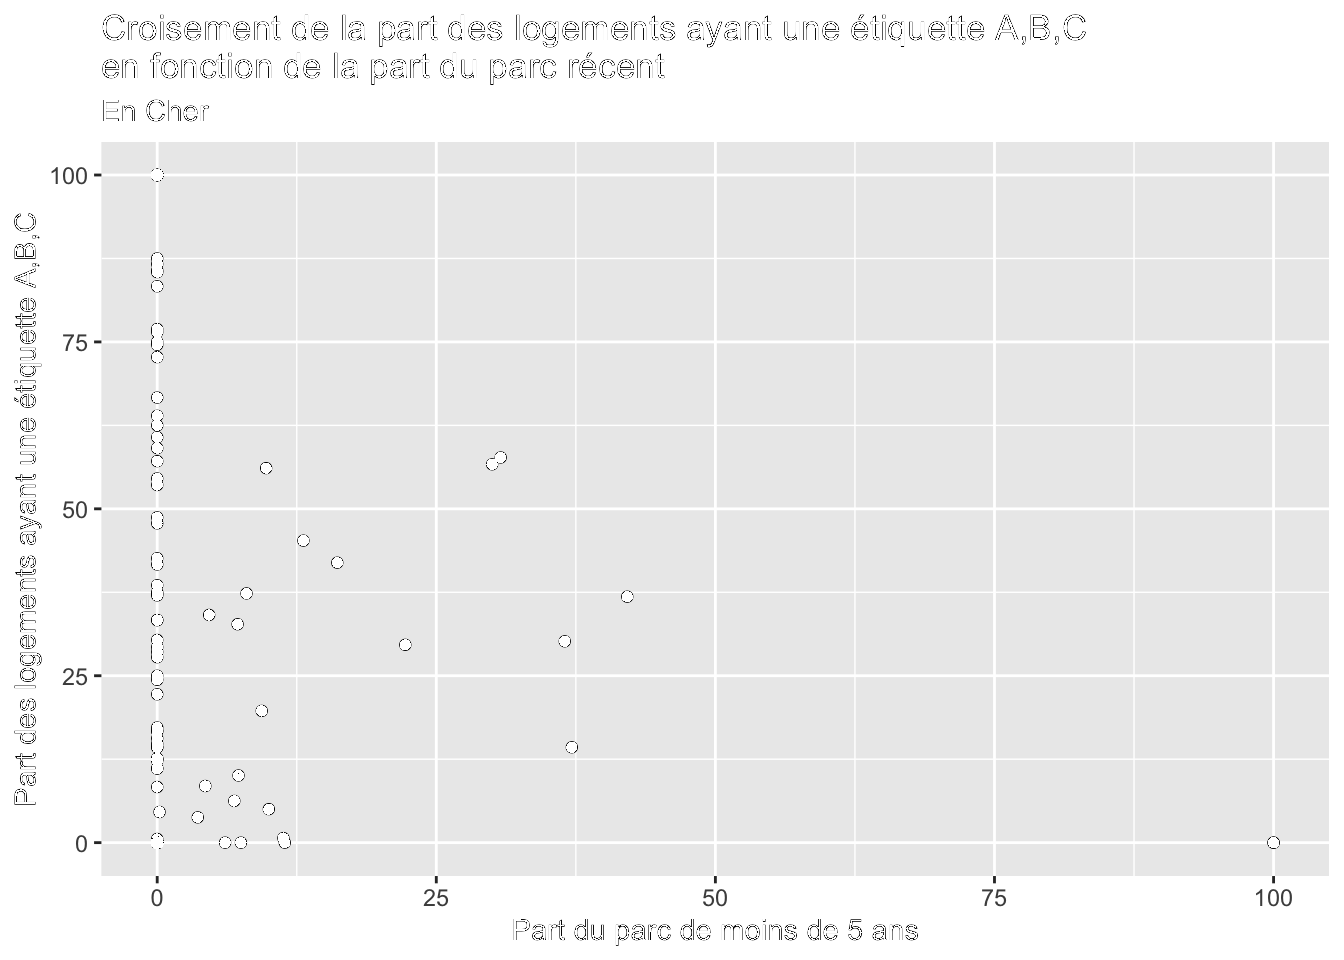 Croisement de la part des logements ayant une étiquette A,B,C
en fonction de la part du parc récent
En Cher
Part des logements ayant une étiquette A,B,C
100
75
50
25
0
0
25
50
75
100
Part du parc de moins de 5 ans